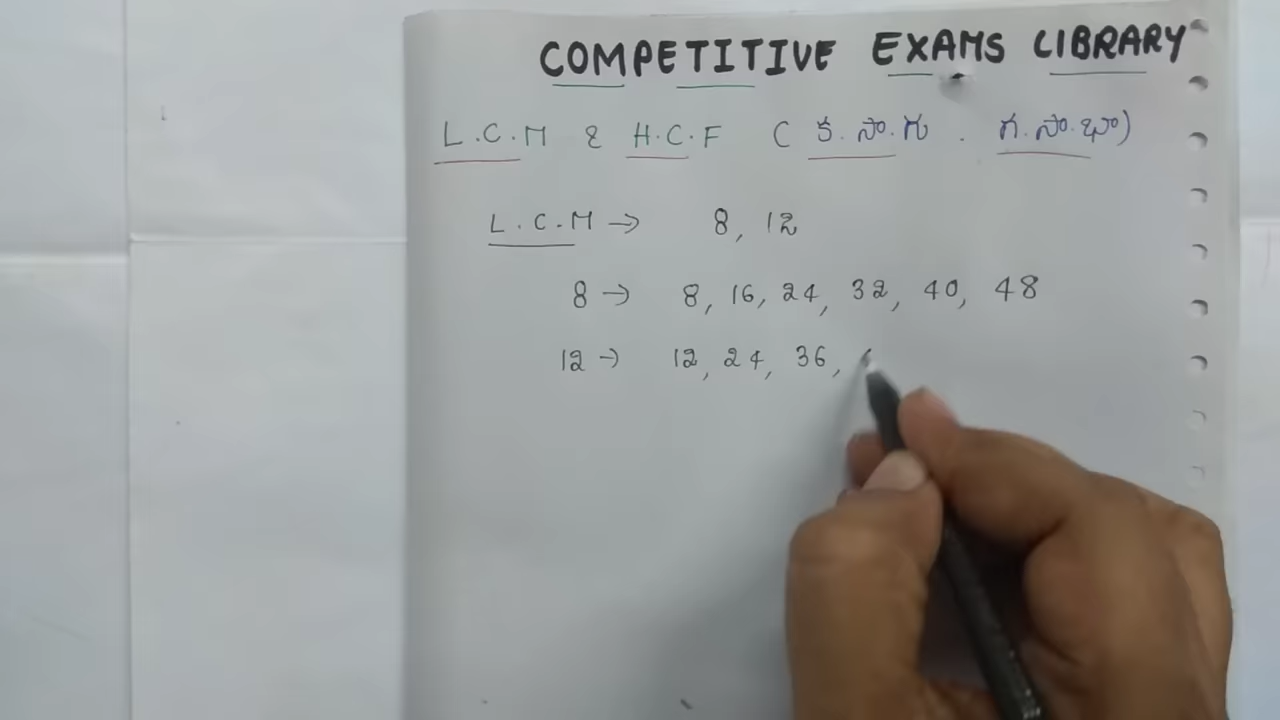 COMPETITIVE EXAMS LIBRARY
L.C.M & H.C.F ( క.సా.గు . గ.సా.భా)
L.C.M → 8, 12
8 → 8, 16, 24, 32, 40, 48
12 → 12, 24, 36,